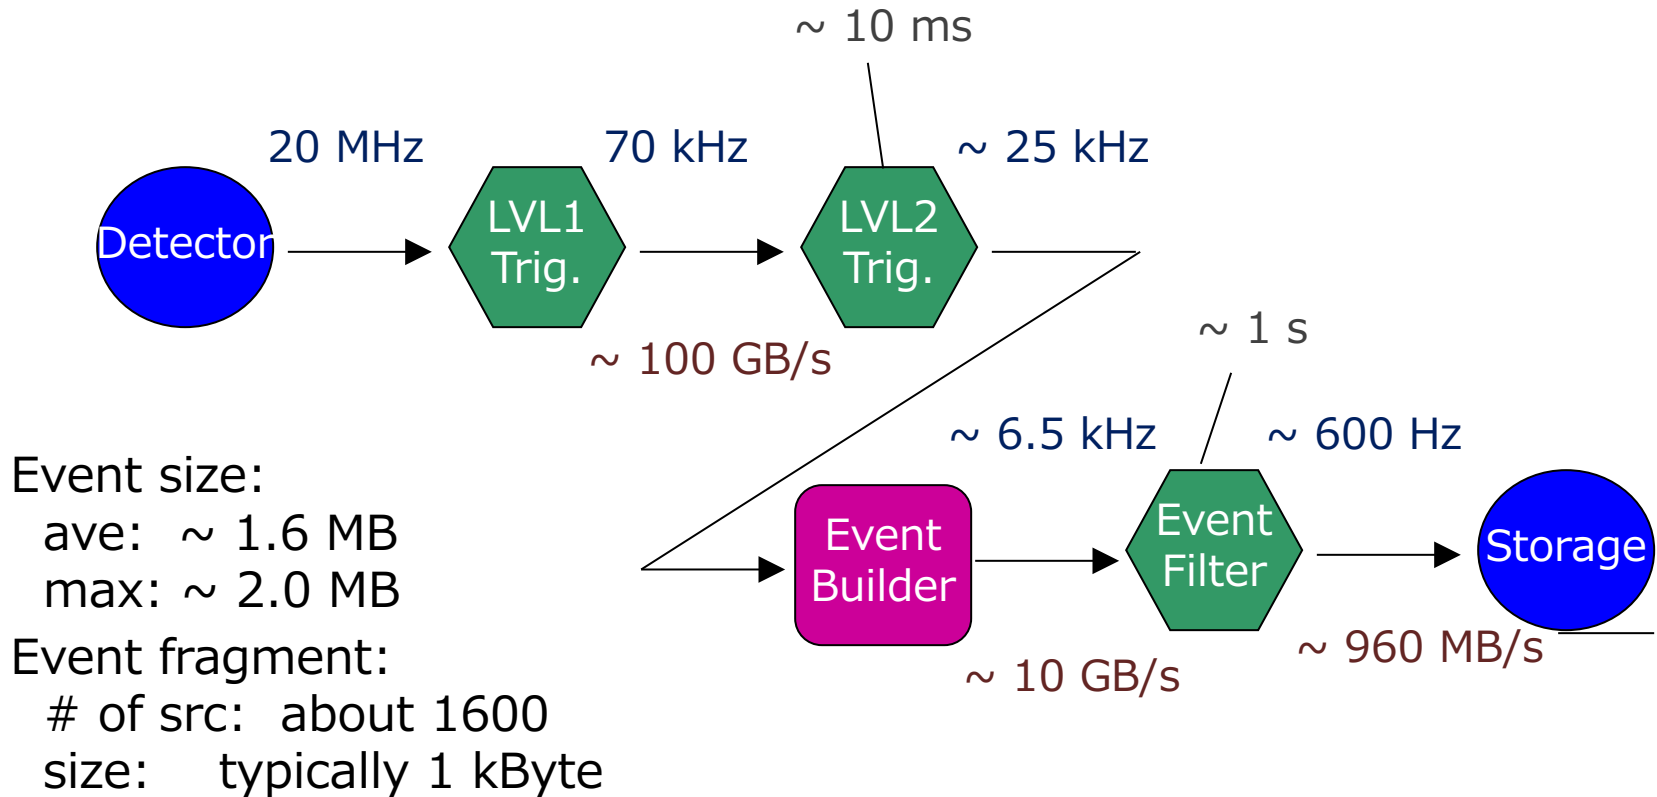 ~ 10 ms
20 MHz
70 kHz
~ 25 kHz
Detector
LVL1
Trig.
LVL2
Trig.
~ 100 GB/s
~ 1 s
~ 6.5 kHz
~ 600 Hz
Event
Builder
Event
Filter
Storage
~ 10 GB/s
~ 960 MB/s
Event size:
ave: ~ 1.6 MB
max: ~ 2.0 MB
Event fragment:
# of src: about 1600
size: typically 1 kByte